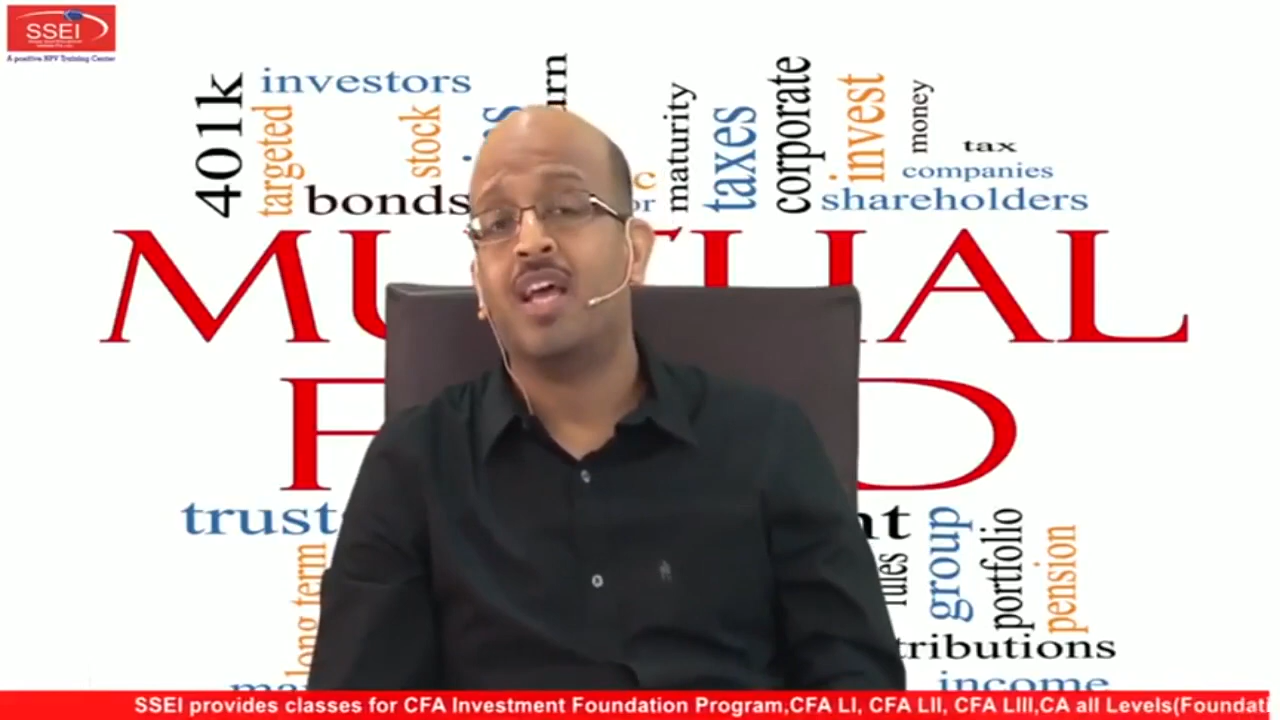 SSEI
A positive NPV Training Center
401k
investors
targeted
stock
bonds
maturity
taxes
corporate
invest
money
tax
companies
shareholders
MUTUAL
trust
long term
group
portfolio
pension
rules
tributions
income
SSEI provides classes for CFA Investment Foundation Program,CFA LI, CFA LII, CFA LIII,CA all Levels(Foundati